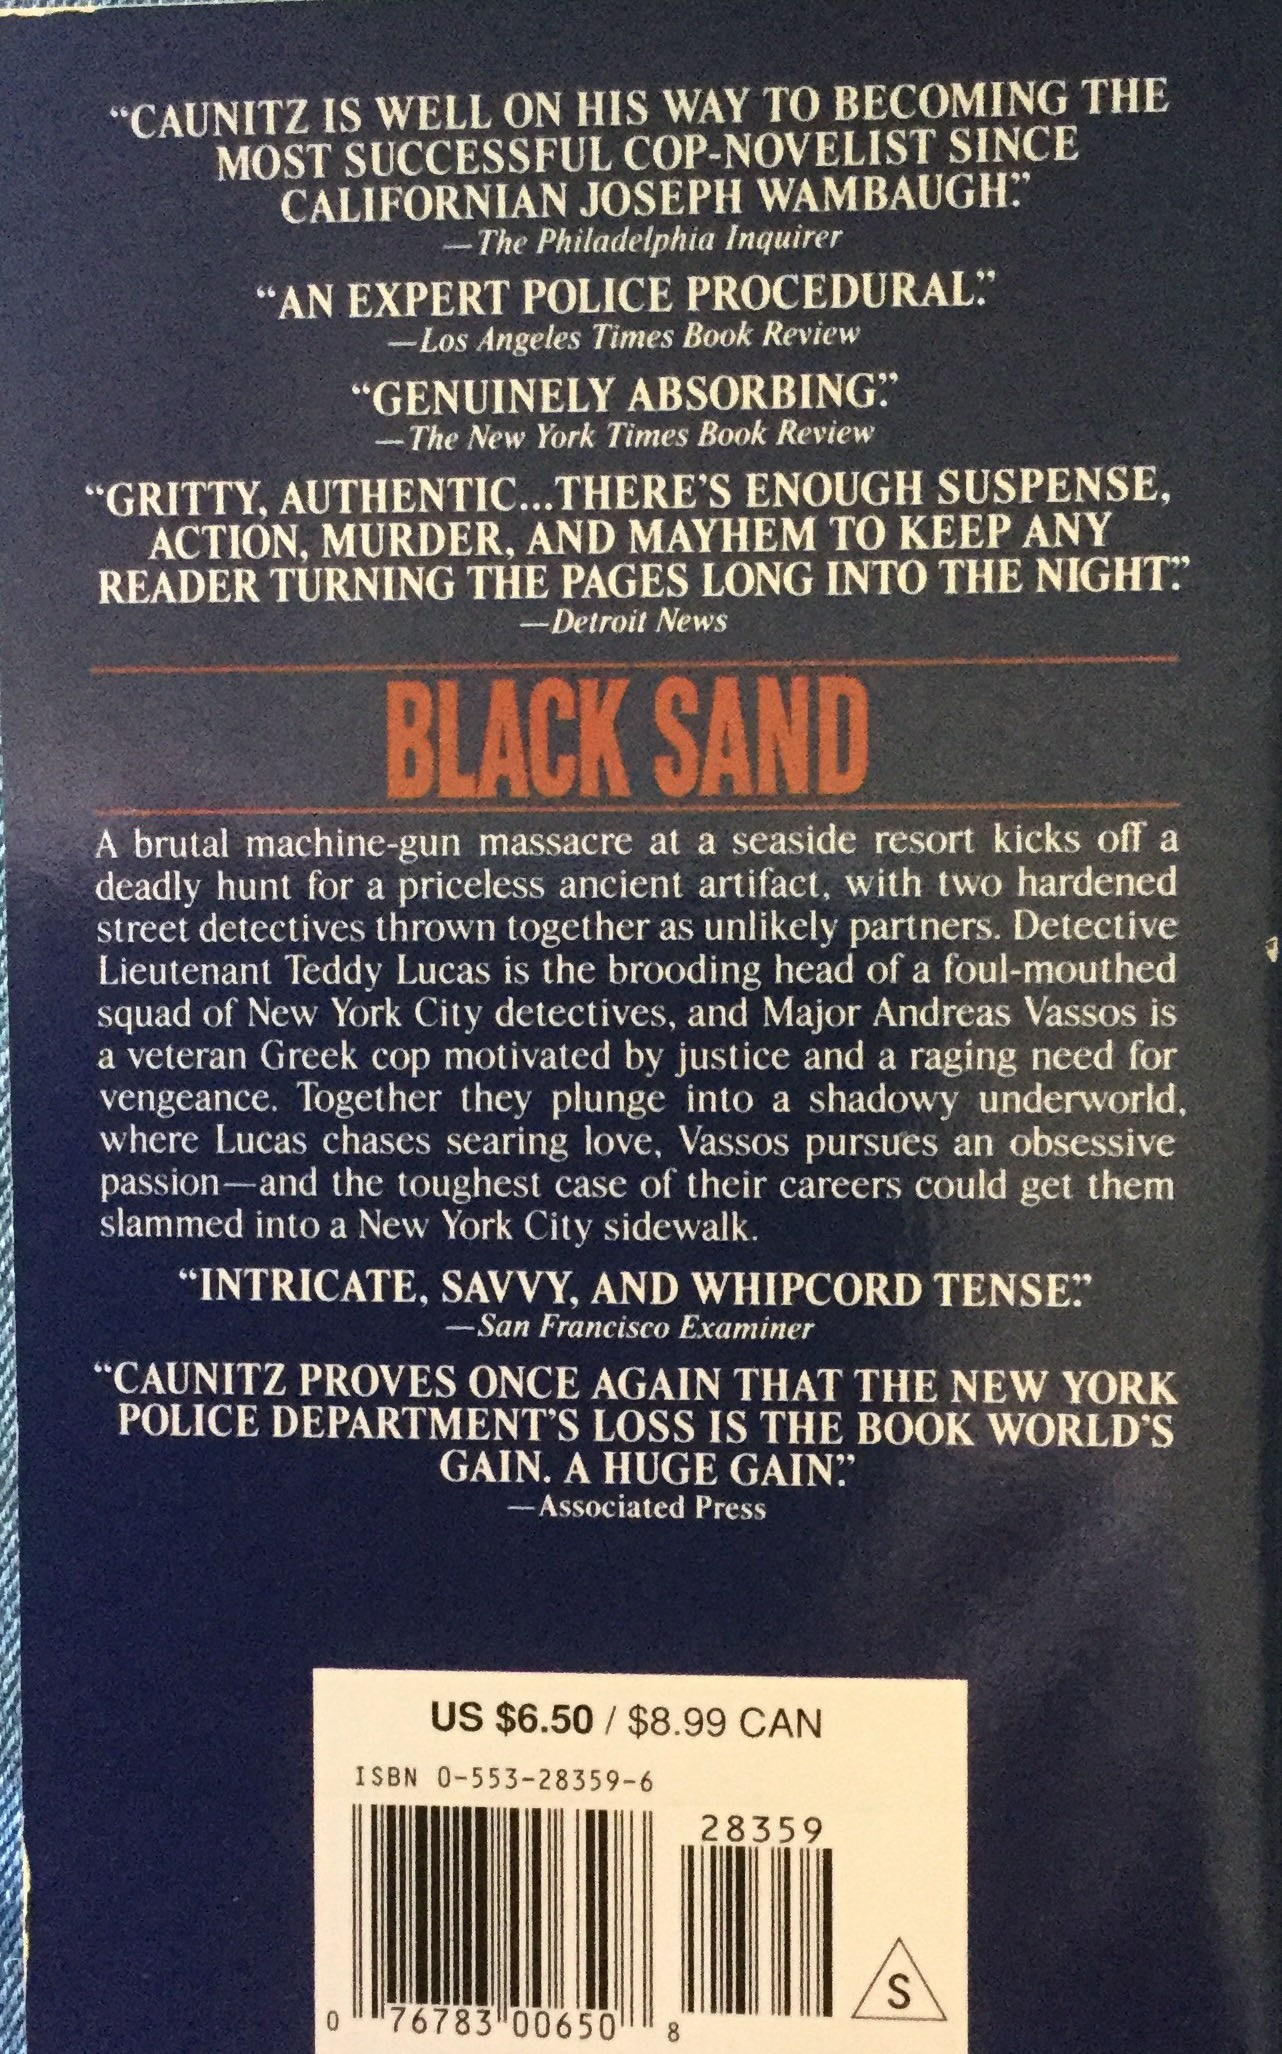 “CAUNITZ IS WELL ON HIS WAY TO BECOMING THE
MOST SUCCESSFUL COP-NOVELIST SINCE
CALIFORNIAN JOSEPH WAMBAUGH.”
—The Philadelphia Inquirer
“AN EXPERT POLICE PROCEDURAL.”
—Los Angeles Times Book Review
“GENUINELY ABSORBING.”
—The New York Times Book Review
“GRITTY, AUTHENTIC...THERE’S ENOUGH SUSPENSE,
ACTION, MURDER, AND MAYHEM TO KEEP ANY
READER TURNING THE PAGES LONG INTO THE NIGHT.”
—Detroit News
BLACK SAND
A brutal machine-gun massacre at a seaside resort kicks off a
deadly hunt for a priceless ancient artifact, with two hardened
street detectives thrown together as unlikely partners. Detective
Lieutenant Teddy Lucas is the brooding head of a foul-mouthed
squad of New York City detectives, and Major Andreas Vassos is
a veteran Greek cop motivated by justice and a raging need for
vengeance. Together they plunge into a shadowy underworld,
where Lucas chases searing love, Vassos pursues an obsessive
passion—and the toughest case of their careers could get them
slammed into a New York City sidewalk.
“INTRICATE, SAVVY, AND WHIPCORD TENSE.”
—San Francisco Examiner
“CAUNITZ PROVES ONCE AGAIN THAT THE NEW YORK
POLICE DEPARTMENT’S LOSS IS THE BOOK WORLD’S
GAIN. A HUGE GAIN.”
—Associated Press
US $6.50 / $8.99 CAN
ISBN 0-553-28359-6
28359
0 76783 00650 8
S